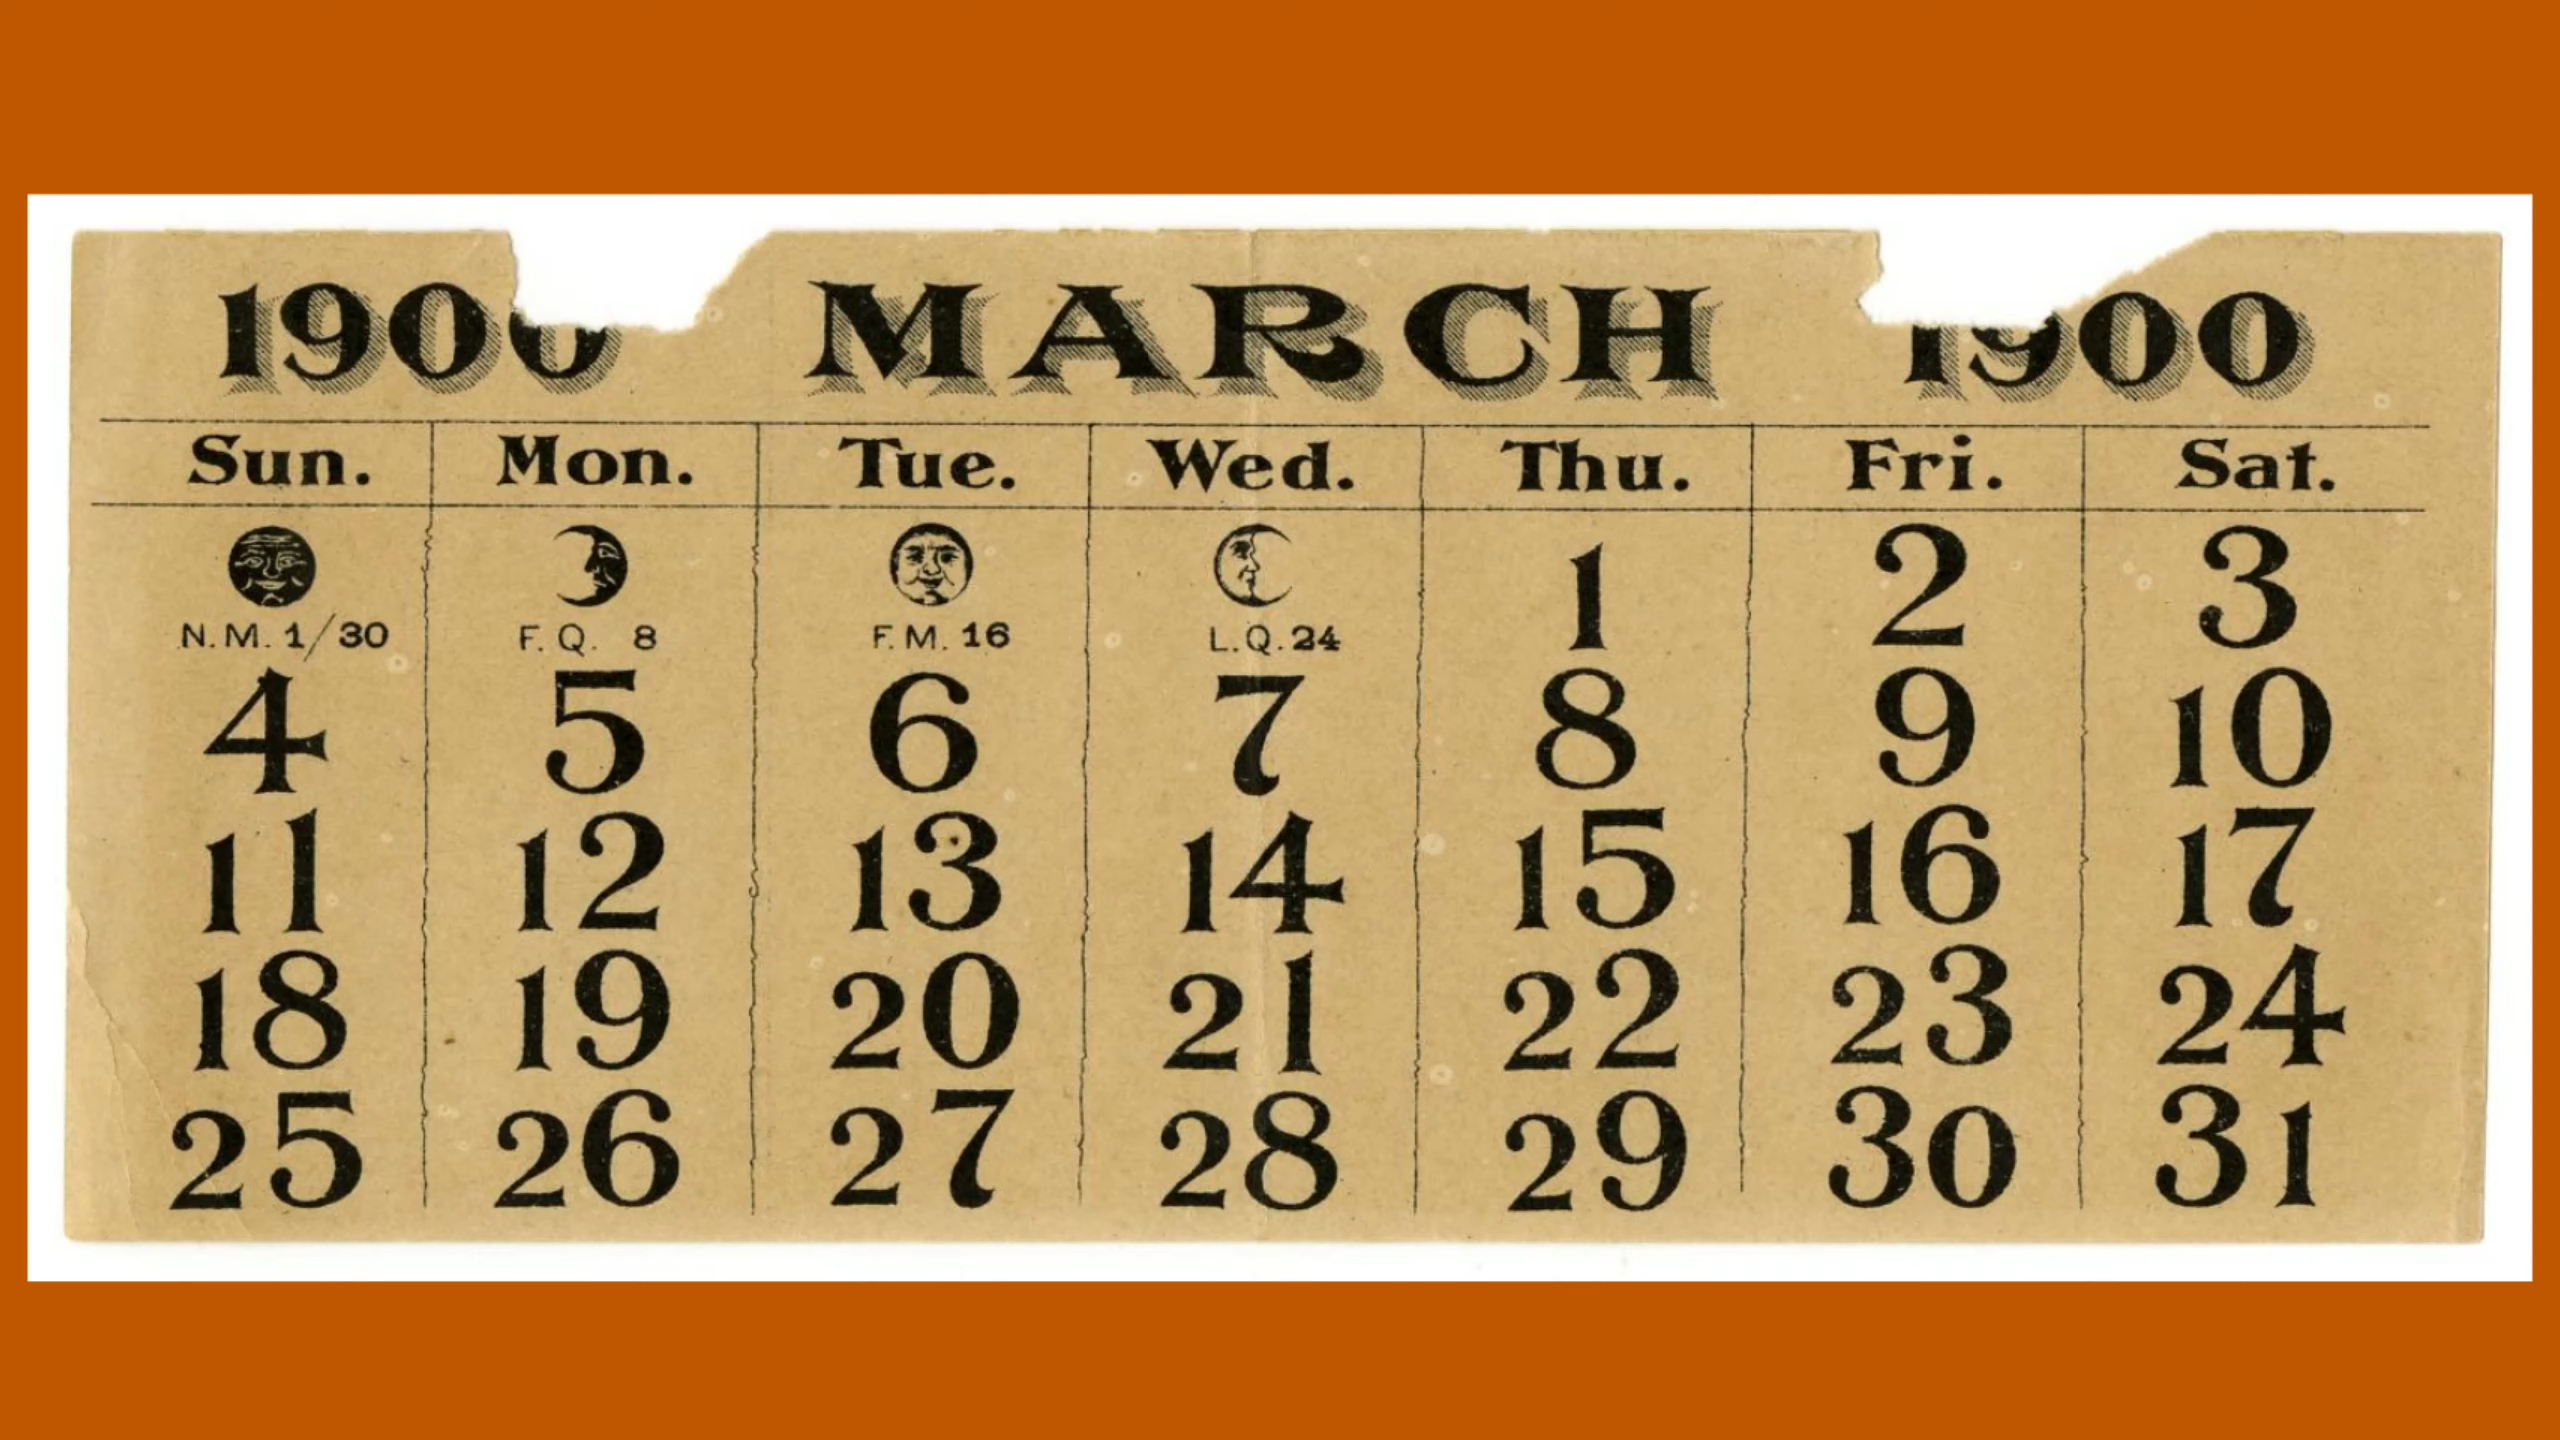 1900 MARCH 1900
Sun. Mon. Tue. Wed. Thu. Fri. Sat.
N.M. 1/30 F.Q. 8 F.M. 16 L.Q. 24 1 2 3
4 5 6 7 8 9 10
11 12 13 14 15 16 17
18 19 20 21 22 23 24
25 26 27 28 29 30 31